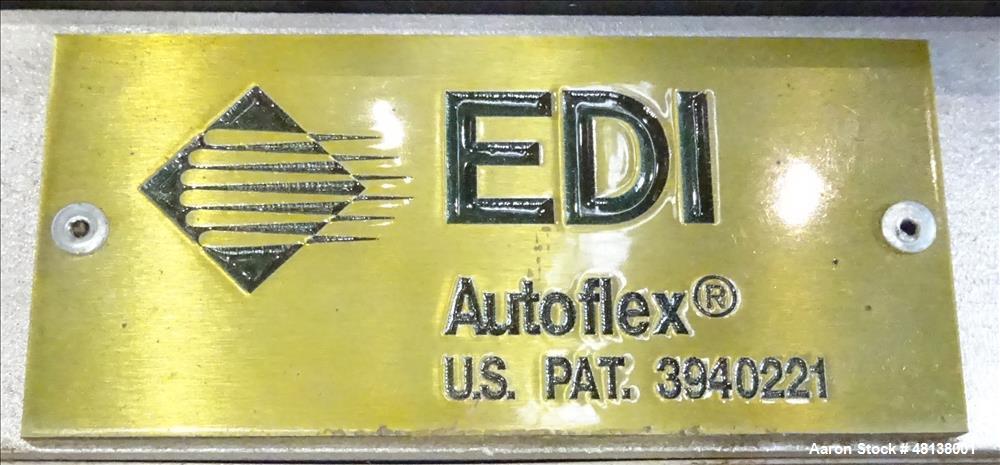 EDI
Autoflex®
U.S. PAT. 3940221
Aaron Stock # 48138001